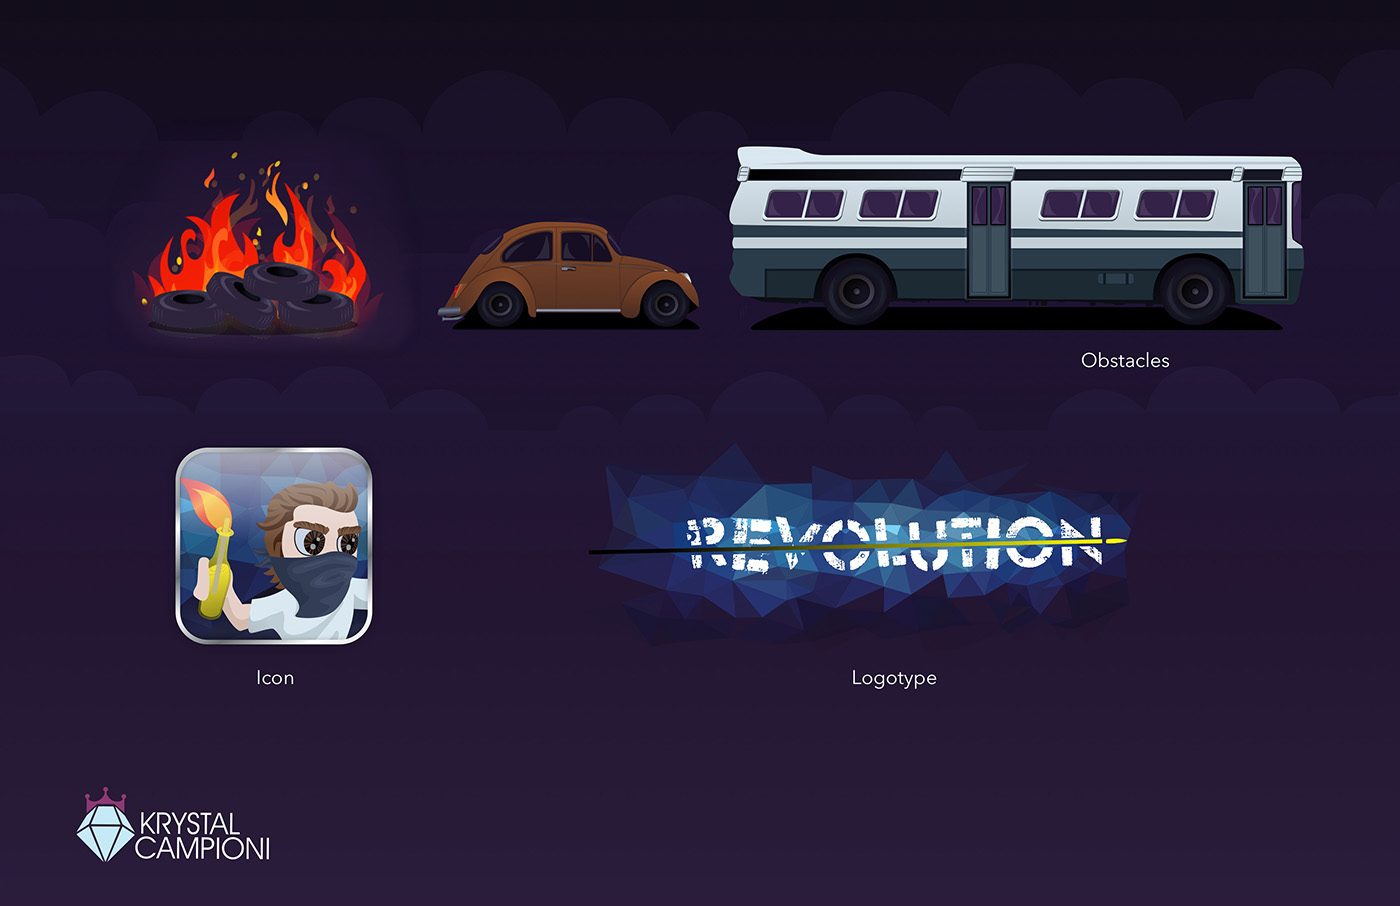 Obstacles
REVOLUTION
Icon
Logotype
KRYSTAL
CAMPIONI